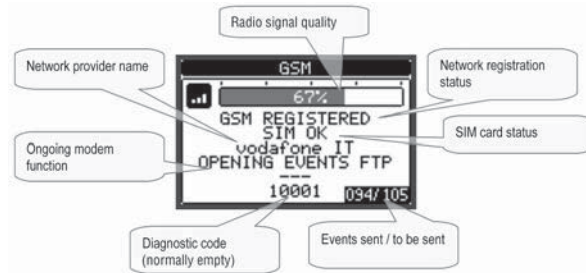 Radio signal quality
Network provider name
GSM
67%
Network registration
status
GSM REGISTERED
SIM OK
SIM card status
vodafone IT
Ongoing modem
function
OPENING EVENTS FTP
---
10001
094/105
Diagnostic code
(normally empty)
Events sent / to be sent